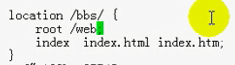 location /bbs/ {
root /web;
index index.html index.htm;
}